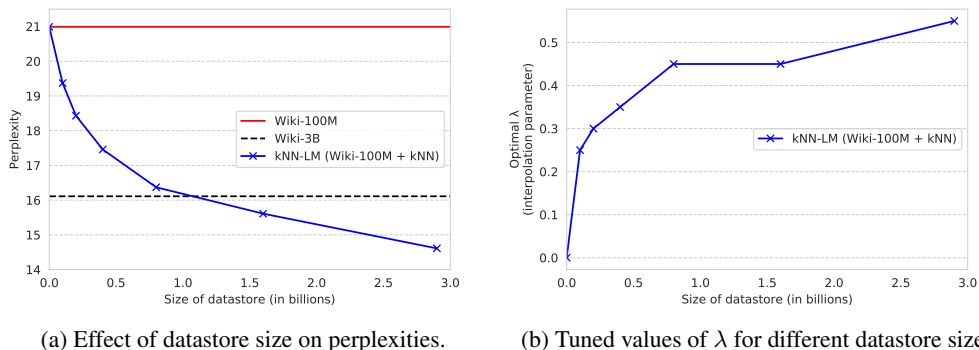 21
20
19
18
17
16
15
14
Perplexity
Wiki-100M
Wiki-3B
kNN-LM (Wiki-100M + kNN)
0.0 0.5 1.0 1.5 2.0 2.5 3.0
Size of datastore (in billions)
(a) Effect of datastore size on perplexities.
0.5
0.4
0.3
0.2
0.1
0.0
Optimal λ
(interpolation parameter)
kNN-LM (Wiki-100M + kNN)
0.0 0.5 1.0 1.5 2.0 2.5 3.0
Size of datastore (in billions)
(b) Tuned values of λ for different datastore size